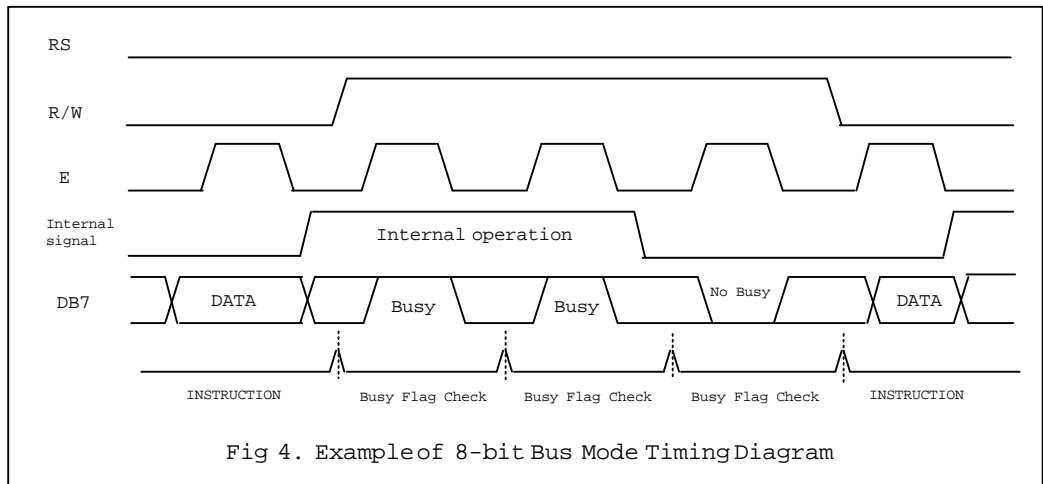 RS
R/W
E
Internal
signal
Internal operation
DB7
DATA
Busy
Busy
No Busy
DATA
INSTRUCTION
Busy Flag Check
Busy Flag Check
Busy Flag Check
INSTRUCTION
Fig 4. Example of 8-bit Bus Mode Timing Diagram